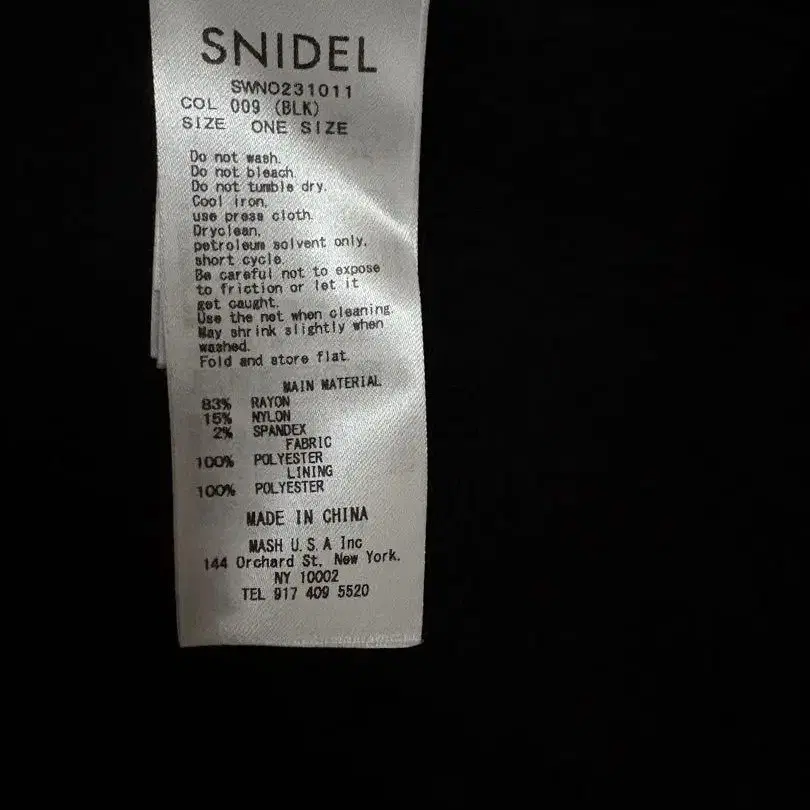 SNIDEL
SWNO231011
COL 009 (BLK)
SIZE ONE SIZE
Do not wash.
Do not bleach.
Do not tumble dry.
Cool iron,
use press cloth.
Dryclean,
petroleum solvent only,
short cycle.
Be careful not to expose
to friction or let it
get caught.
Use the net when cleaning.
May shrink slightly when
washed.
Fold and store flat.
MAIN MATERIAL
83% RAYON
15% NYLON
2% SPANDEX
FABRIC
100% POLYESTER
LINING
100% POLYESTER
MADE IN CHINA
MASH U.S.A Inc
144 Orchard St, New York.
NY 10002
TEL 917 409 5520